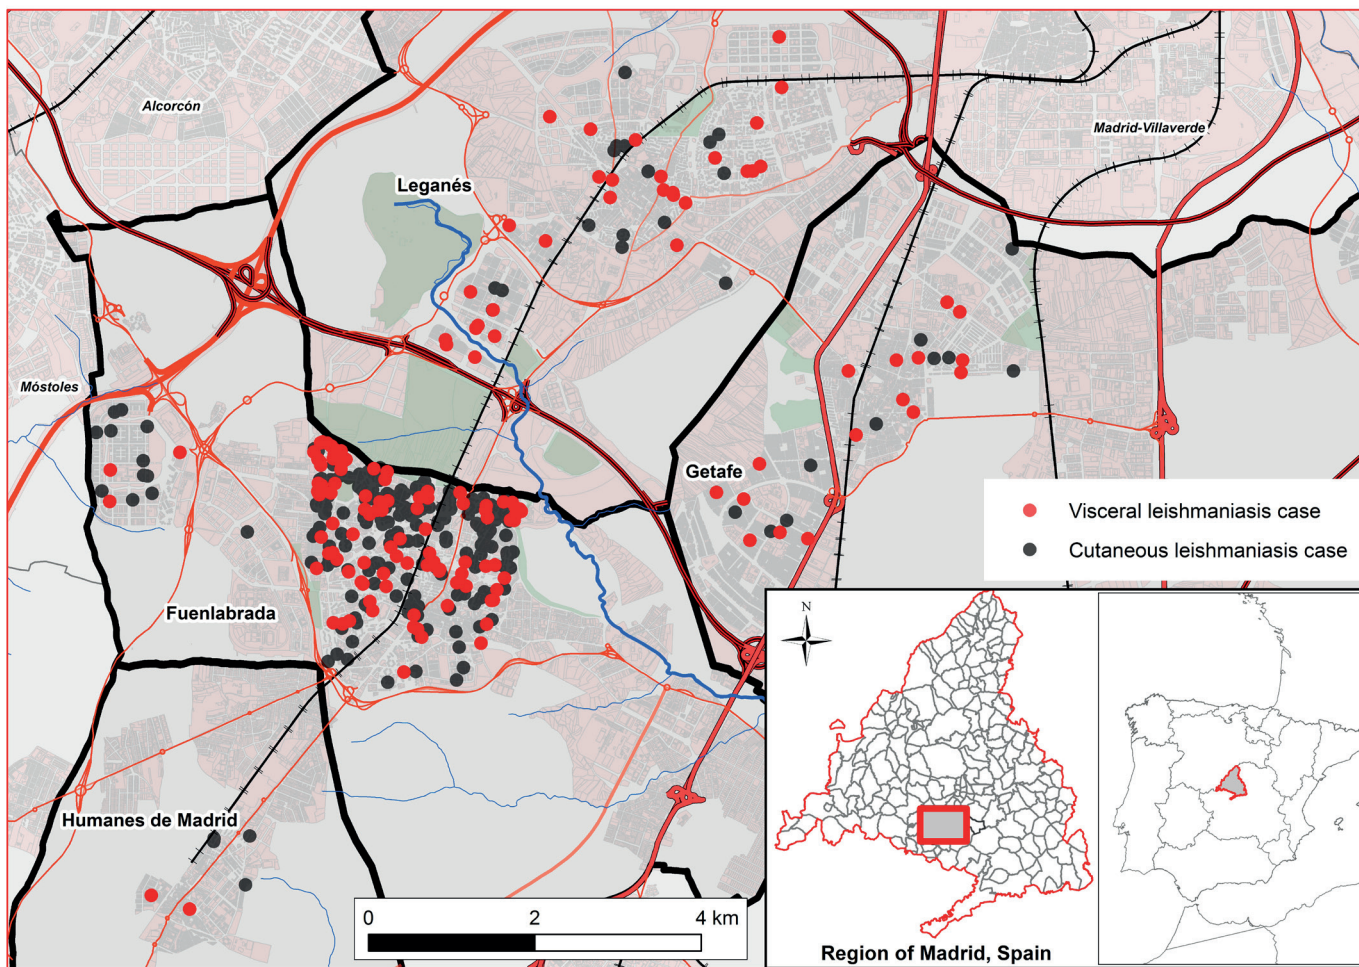 Alcorcón
Madrid-Villaverde
Leganés
Móstoles
Getafe
Visceral leishmaniasis case
Cutaneous leishmaniasis case
Fuenlabrada
N
Humanes de Madrid
0 2 4 km
Region of Madrid, Spain